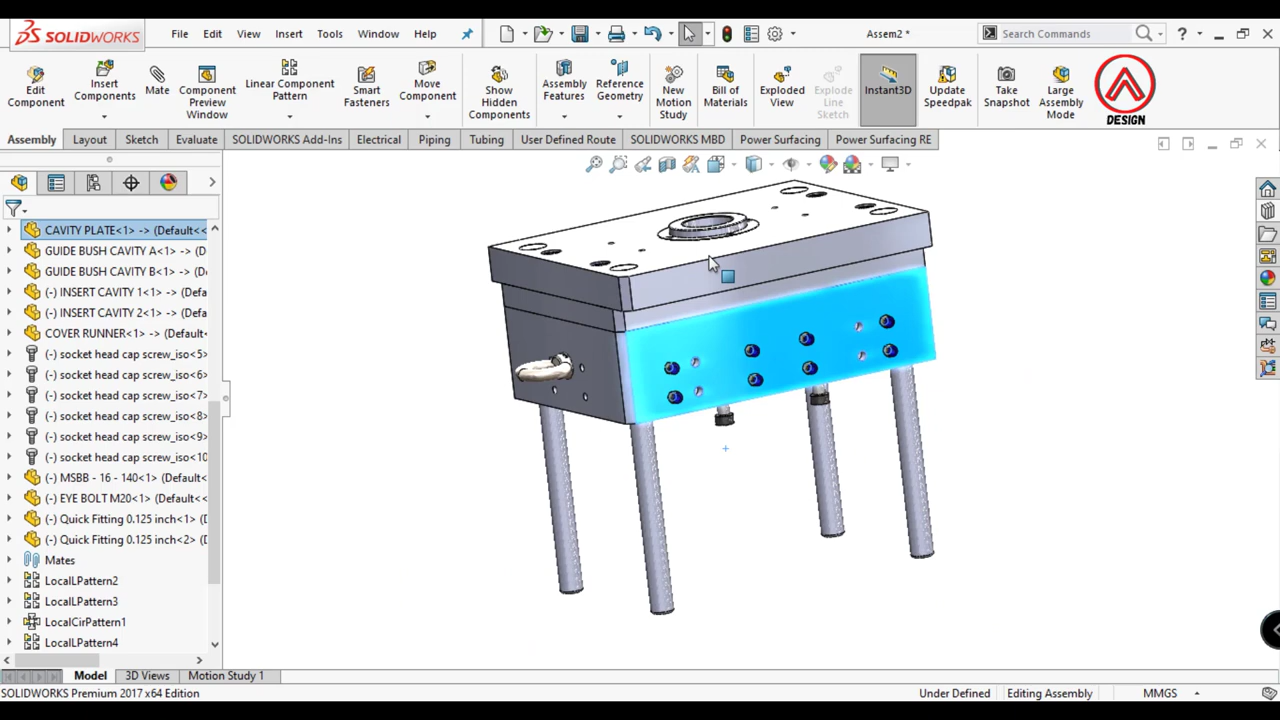 SOLIDWORKS
File Edit View Insert Tools Window Help
Assem2 *
Search Commands
Edit Component
Insert Components
Mate
Component Preview Window
Linear Component Pattern
Smart Fasteners
Move Component
Show Hidden Components
Assembly Features
Reference Geometry
New Motion Study
Bill of Materials
Exploded View
Explode Line Sketch
Instant3D
Update Speedpak
Take Snapshot
Large Assembly Mode
DESIGN
Assembly Layout Sketch Evaluate SOLIDWORKS Add-Ins Electrical Piping Tubing User Defined Route SOLIDWORKS MBD Power Surfacing Power Surfacing RE
CAVITY PLATE<1> -> (Default<<
GUIDE BUSH CAVITY A<1> -> (D
GUIDE BUSH CAVITY B<1> -> (D
(-) INSERT CAVITY 1<1> -> (Defa
(-) INSERT CAVITY 2<1> -> (Defa
COVER RUNNER<1> -> (Default<
(-) socket head cap screw_iso<5>
(-) socket head cap screw_iso<6>
(-) socket head cap screw_iso<7>
(-) socket head cap screw_iso<8>
(-) socket head cap screw_iso<9>
(-) socket head cap screw_iso<10
(-) MSBB - 16 - 140<1> (Default<
(-) EYE BOLT M20<1> (Default<
(-) Quick Fitting 0.125 inch<1> (D
(-) Quick Fitting 0.125 inch<2> (D
Mates
LocalLPattern2
LocalLPattern3
LocalCirPattern1
LocalLPattern4
Model 3D Views Motion Study 1
SOLIDWORKS Premium 2017 x64 Edition
Under Defined Editing Assembly MMGS